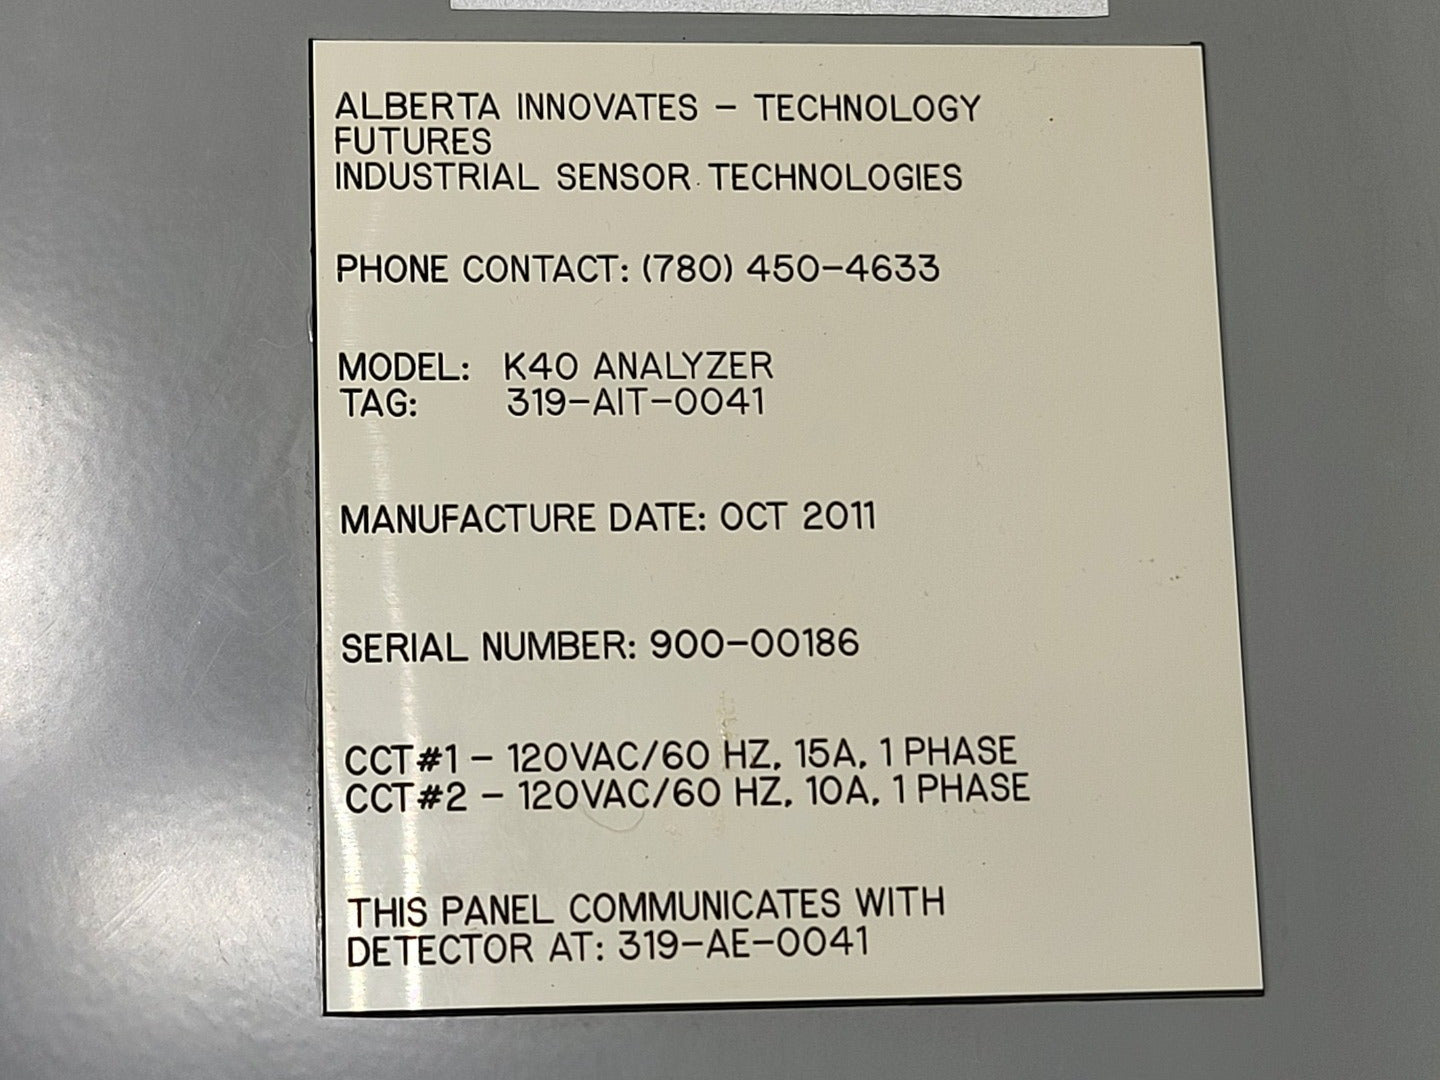 ALBERTA INNOVATES – TECHNOLOGY
FUTURES
INDUSTRIAL SENSOR TECHNOLOGIES
PHONE CONTACT: (780) 450–4633
MODEL: K40 ANALYZER
TAG: 319–AIT–0041
MANUFACTURE DATE: OCT 2011
SERIAL NUMBER: 900–00186
CCT#1 – 120VAC/60 HZ, 15A, 1 PHASE
CCT#2 – 120VAC/60 HZ, 10A, 1 PHASE
THIS PANEL COMMUNICATES WITH
DETECTOR AT: 319–AE–0041